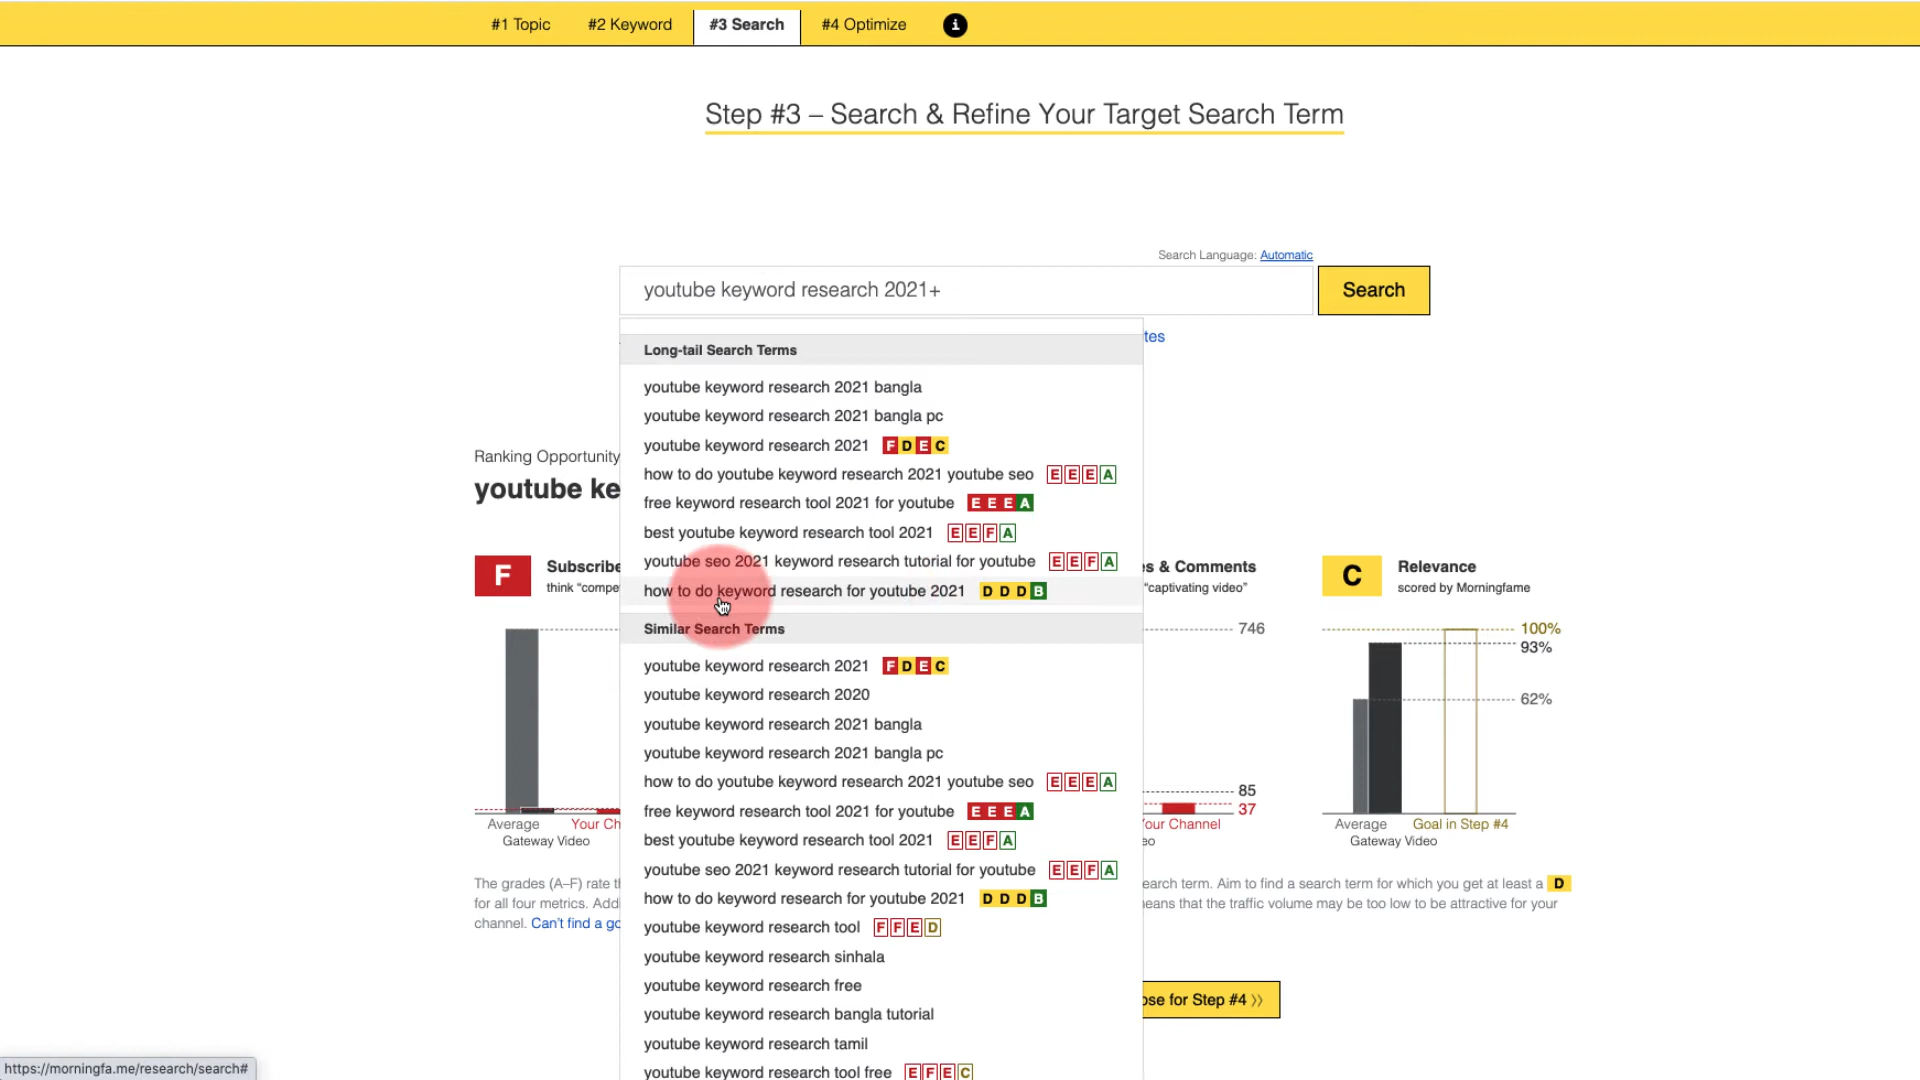 #1 Topic #2 Keyword #3 Search #4 Optimize i
Step #3 – Search & Refine Your Target Search Term
Search Language: Automatic
youtube keyword research 2021+ Search
tes
Long-tail Search Terms
youtube keyword research 2021 bangla
youtube keyword research 2021 bangla pc
youtube keyword research 2021 F D E C
how to do youtube keyword research 2021 youtube seo E E E A
free keyword research tool 2021 for youtube E E E A
best youtube keyword research tool 2021 E E F A
youtube seo 2021 keyword research tutorial for youtube E E F A
how to do keyword research for youtube 2021 D D D B
Similar Search Terms
youtube keyword research 2021 F D E C
youtube keyword research 2020
youtube keyword research 2021 bangla
youtube keyword research 2021 bangla pc
how to do youtube keyword research 2021 youtube seo E E E A
free keyword research tool 2021 for youtube E E E A
best youtube keyword research tool 2021 E E F A
youtube seo 2021 keyword research tutorial for youtube E E F A
how to do keyword research for youtube 2021 D D D B
youtube keyword research tool F F E D
youtube keyword research sinhala
youtube keyword research free
youtube keyword research bangla tutorial
youtube keyword research tamil
youtube keyword research tool free E F E C
Ranking Opportunity
youtube ke
F Subscribe
think “compe
Average Your Ch
Gateway Video
s & Comments
“captivating video”
746
85
37
Your Channel
eo
C Relevance
scored by Morningfame
100%
93%
62%
Average Goal in Step #4
Gateway Video
The grades (A–F) rate th
for all four metrics. Add
channel. Can’t find a go
earch term. Aim to find a search term for which you get at least a D
eans that the traffic volume may be too low to be attractive for your
ose for Step #4 »
https://morningfa.me/research/search#